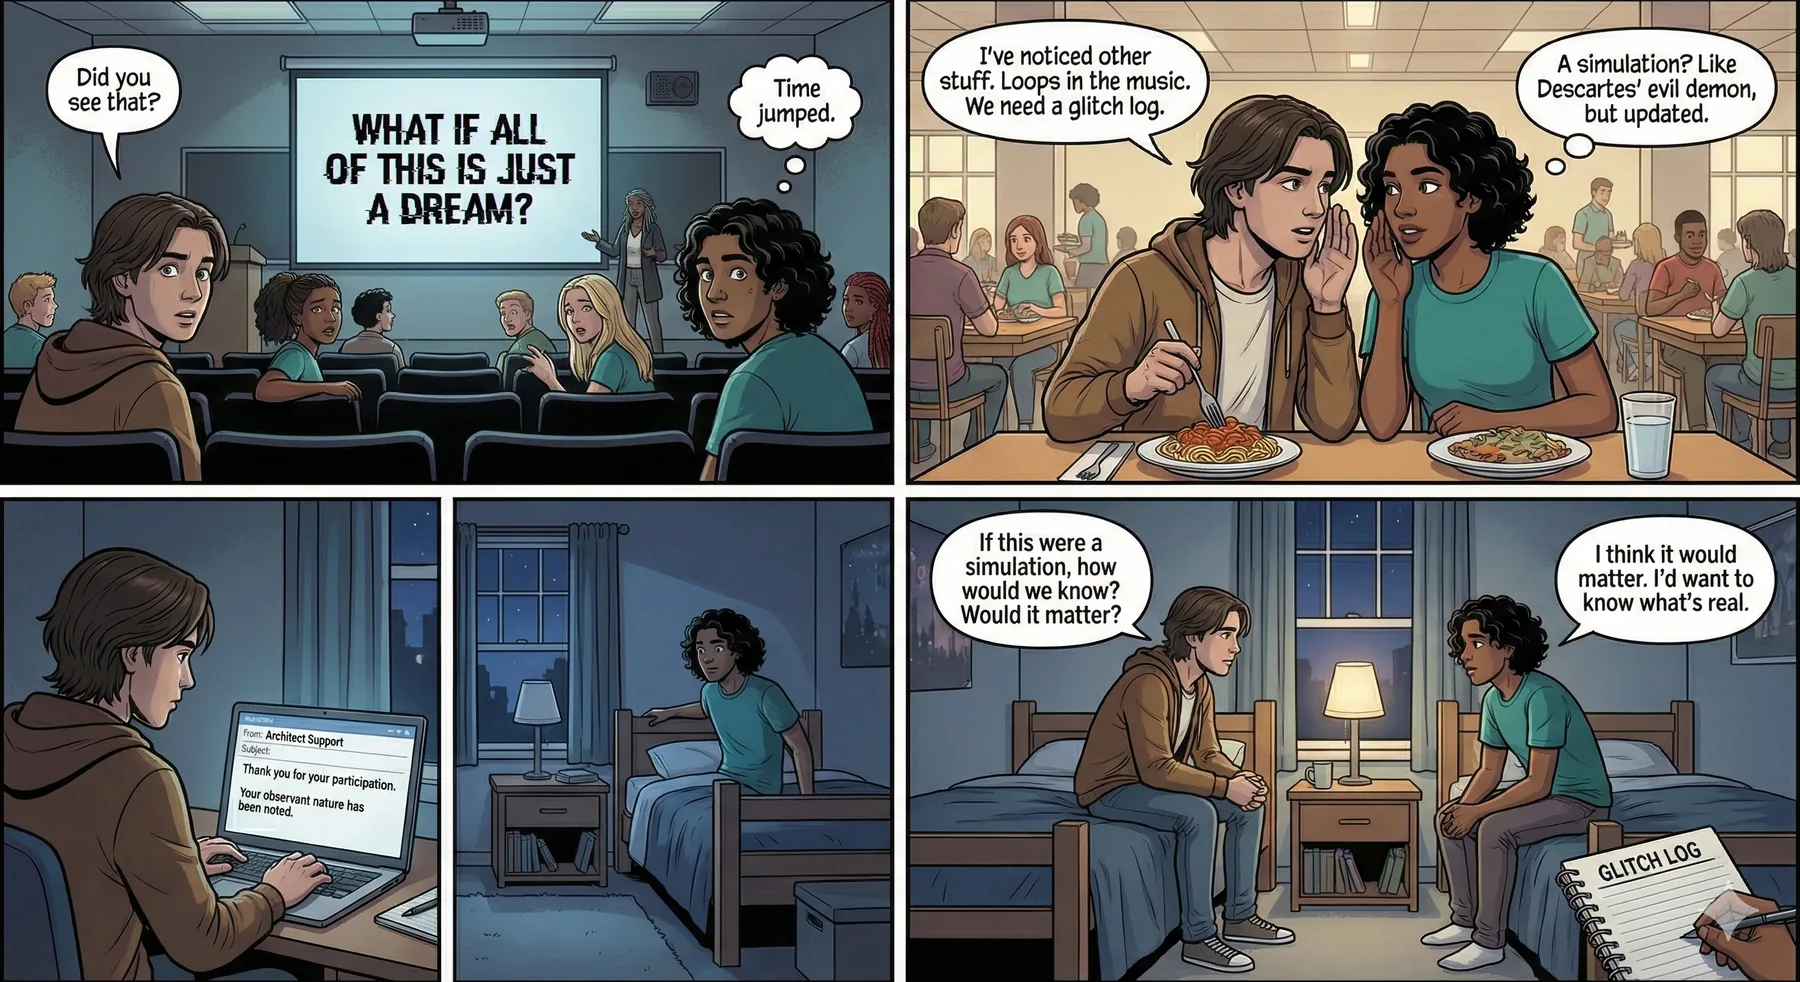 Did you
see that?
WHAT IF ALL
OF THIS IS JUST
A DREAM?
Time
jumped.
I've noticed other
stuff. Loops in the music.
We need a glitch log.
A simulation? Like
Descartes' evil demon,
but updated.
From: Architect Support
Subject:
Thank you for your participation.
Your observant nature has
been noted.
If this were a
simulation, how
would we know?
Would it matter?
I think it would
matter. I'd want to
know what's real.
GLITCH LOG